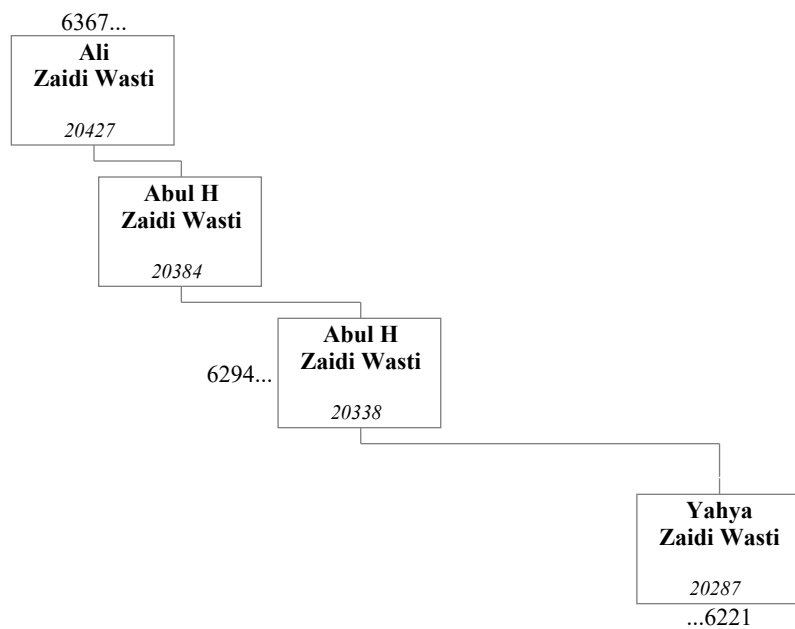 6367...
Ali
Zaidi Wasti
20427
Abul H
Zaidi Wasti
20384
Abul H
Zaidi Wasti
6294...
20338
Yahya
Zaidi Wasti
20287
...6221